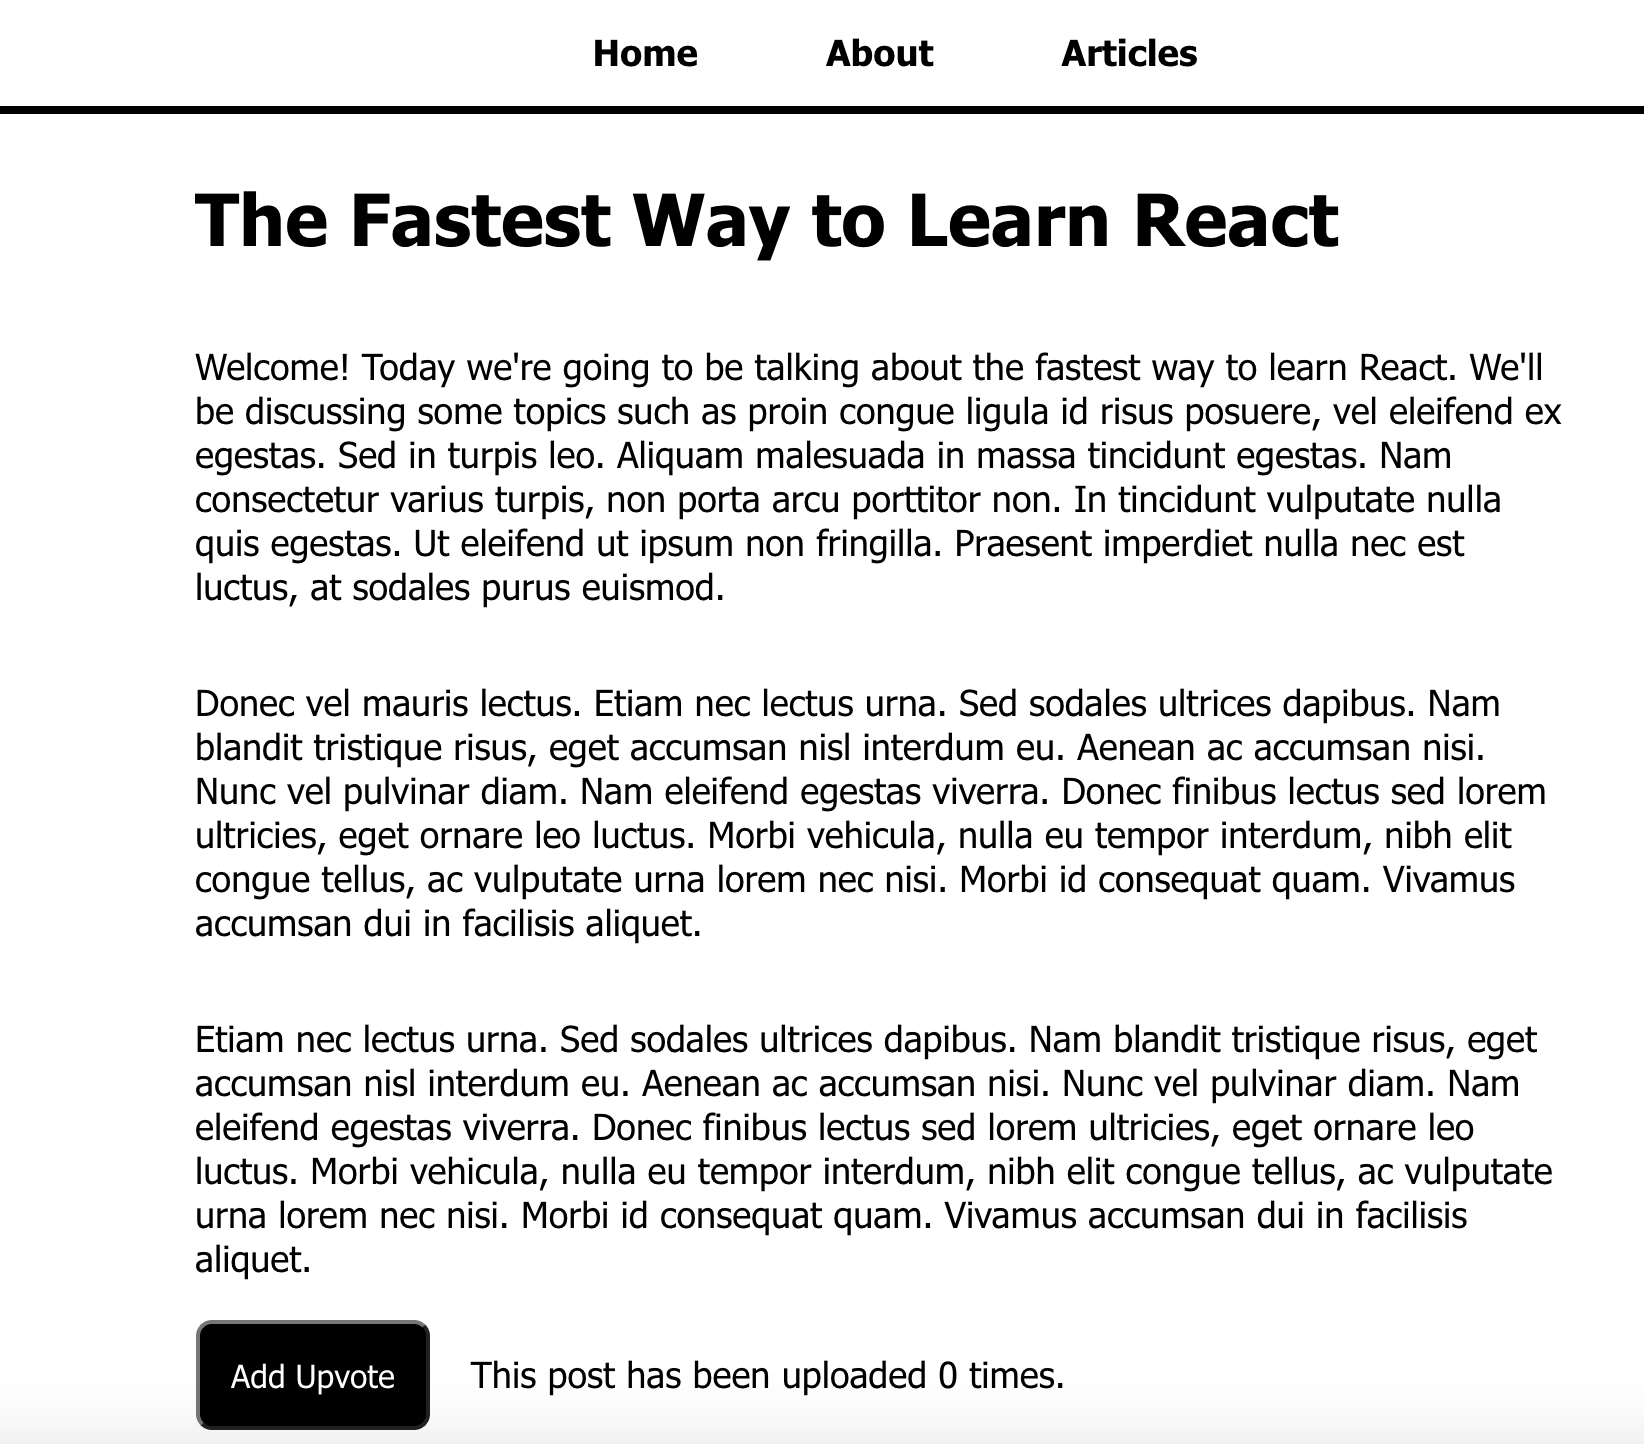 Home About Articles
The Fastest Way to Learn React
Welcome! Today we're going to be talking about the fastest way to learn React. We'll
be discussing some topics such as proin congue ligula id risus posuere, vel eleifend ex
egestas. Sed in turpis leo. Aliquam malesuada in massa tincidunt egestas. Nam
consectetur varius turpis, non porta arcu porttitor non. In tincidunt vulputate nulla
quis egestas. Ut eleifend ut ipsum non fringilla. Praesent imperdiet nulla nec est
luctus, at sodales purus euismod.
Donec vel mauris lectus. Etiam nec lectus urna. Sed sodales ultrices dapibus. Nam
blandit tristique risus, eget accumsan nisl interdum eu. Aenean ac accumsan nisi.
Nunc vel pulvinar diam. Nam eleifend egestas viverra. Donec finibus lectus sed lorem
ultricies, eget ornare leo luctus. Morbi vehicula, nulla eu tempor interdum, nibh elit
congue tellus, ac vulputate urna lorem nec nisi. Morbi id consequat quam. Vivamus
accumsan dui in facilisis aliquet.
Etiam nec lectus urna. Sed sodales ultrices dapibus. Nam blandit tristique risus, eget
accumsan nisl interdum eu. Aenean ac accumsan nisi. Nunc vel pulvinar diam. Nam
eleifend egestas viverra. Donec finibus lectus sed lorem ultricies, eget ornare leo
luctus. Morbi vehicula, nulla eu tempor interdum, nibh elit congue tellus, ac vulputate
urna lorem nec nisi. Morbi id consequat quam. Vivamus accumsan dui in facilisis
aliquet.
Add Upvote This post has been uploaded 0 times.